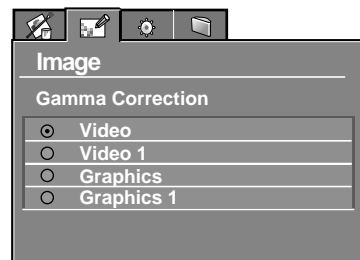 Image
Gamma Correction
Video
Video 1
Graphics
Graphics 1